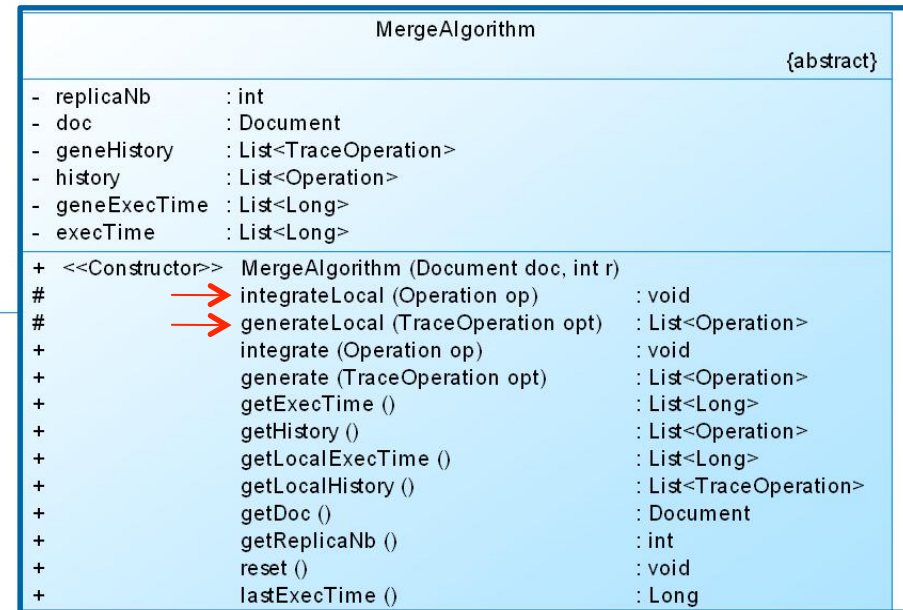 MergeAlgorithm
{abstract}
- replicaNb : int
- doc : Document
- geneHistory : List<TraceOperation>
- history : List<Operation>
- geneExecTime : List<Long>
- execTime : List<Long>
+ <<Constructor>> MergeAlgorithm (Document doc, int r)
# integrateLocal (Operation op) : void
# generateLocal (TraceOperation opt) : List<Operation>
+ integrate (Operation op) : void
+ generate (TraceOperation opt) : List<Operation>
+ getExecTime () : List<Long>
+ getHistory () : List<Operation>
+ getLocalExecTime () : List<Long>
+ getLocalHistory () : List<TraceOperation>
+ getDoc () : Document
+ getReplicaNb () : int
+ reset () : void
+ lastExecTime () : Long